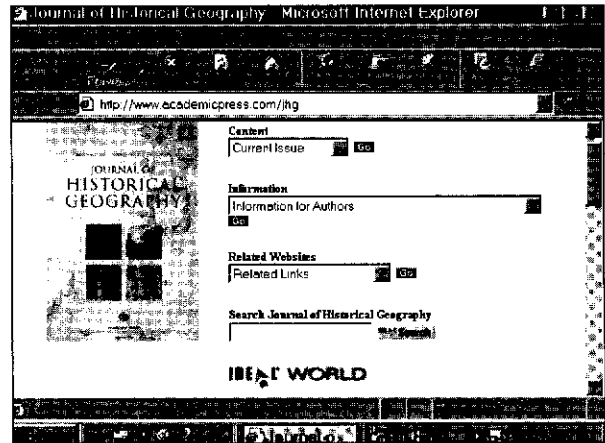 Journal of Historical Geography Microsoft Internet Explorer
http://www.academicpress.com/jhg
Content
Current Issue Go
JOURNAL OF
HISTORICAL
GEOGRAPHY
Information
Information for Authors
Go
Related Websites
Related Links Go
Search Journal of Historical Geography
Search
IDEAL WORLD